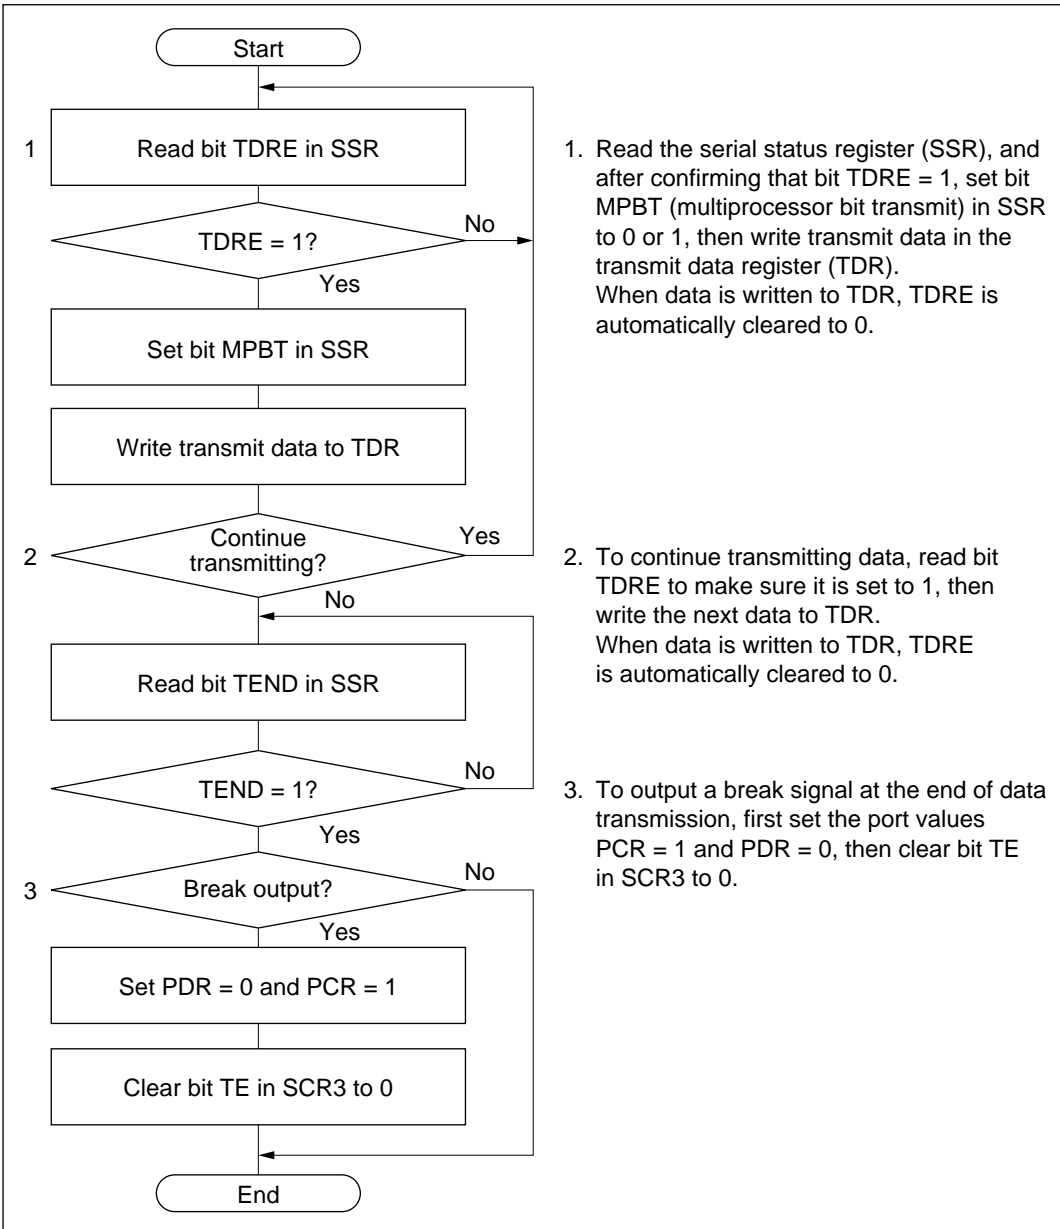 Start
1
Read bit TDRE in SSR
TDRE = 1?
No
Yes
Set bit MPBT in SSR
Write transmit data to TDR
2
Continue
transmitting?
Yes
No
Read bit TEND in SSR
TEND = 1?
No
Yes
3
Break output?
No
Yes
Set PDR = 0 and PCR = 1
Clear bit TE in SCR3 to 0
End
1. Read the serial status register (SSR), and
after confirming that bit TDRE = 1, set bit
MPBT (multiprocessor bit transmit) in SSR
to 0 or 1, then write transmit data in the
transmit data register (TDR).
When data is written to TDR, TDRE is
automatically cleared to 0.
2. To continue transmitting data, read bit
TDRE to make sure it is set to 1, then
write the next data to TDR.
When data is written to TDR, TDRE
is automatically cleared to 0.
3. To output a break signal at the end of data
transmission, first set the port values
PCR = 1 and PDR = 0, then clear bit TE
in SCR3 to 0.